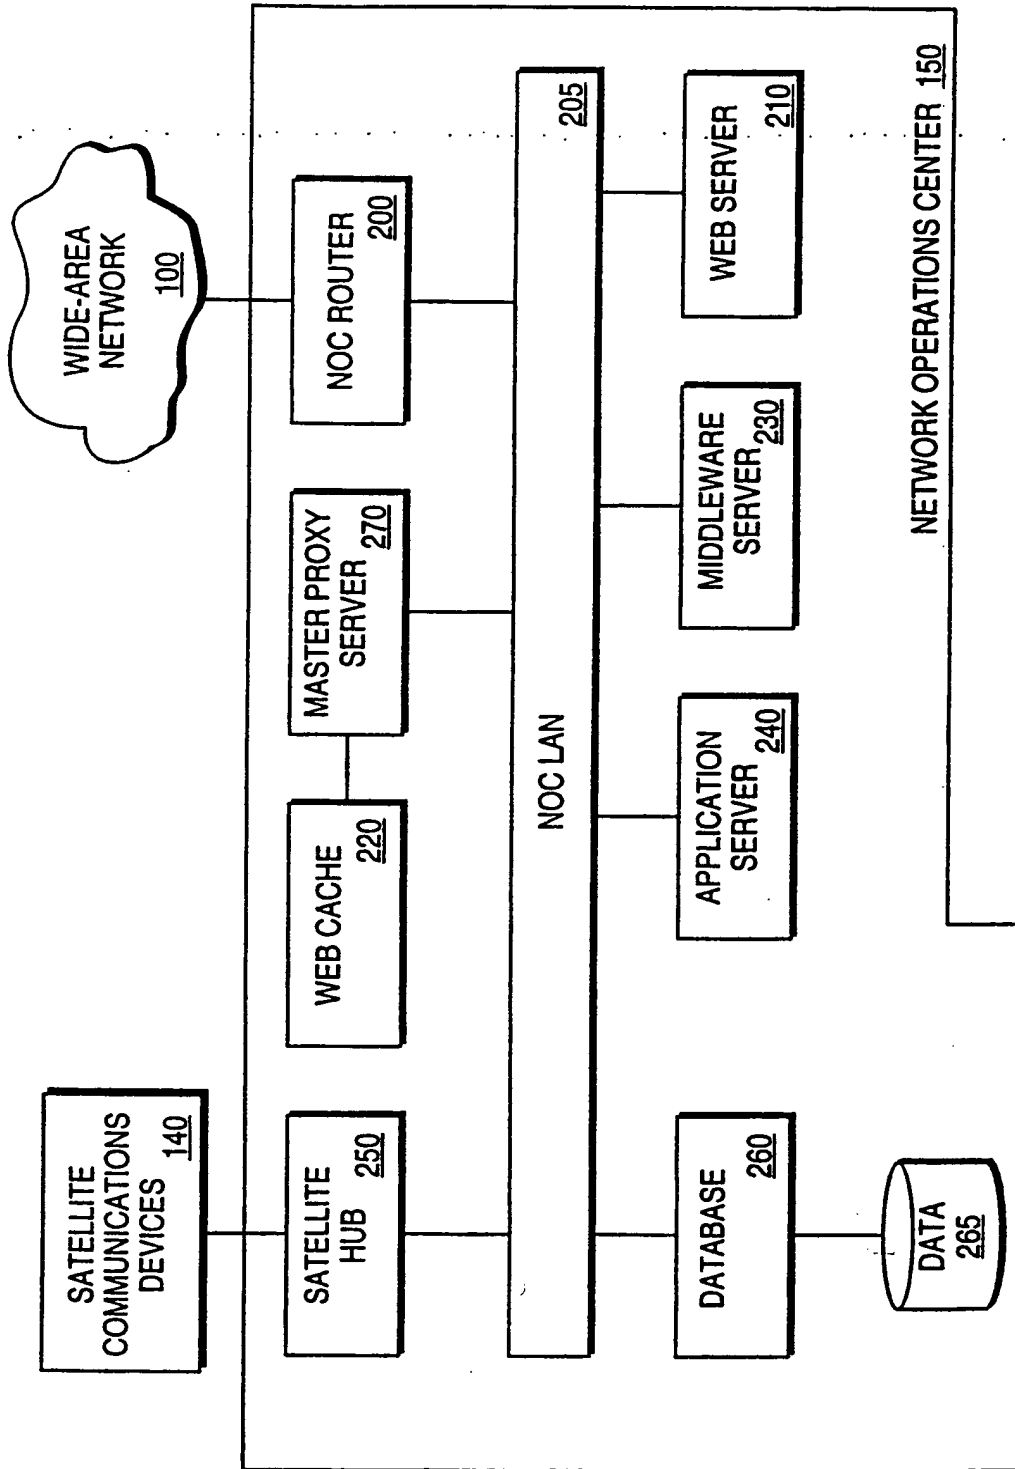 SATELLITE
COMMUNICATIONS
DEVICES
140
WIDE-AREA
NETWORK
100
SATELLITE
HUB
250
WEB CACHE
220
MASTER PROXY
SERVER
270
NOC ROUTER
200
NOC LAN
205
DATABASE
260
APPLICATION
SERVER
240
MIDDLEWARE
SERVER
230
WEB SERVER
210
DATA
265
NETWORK OPERATIONS CENTER 150